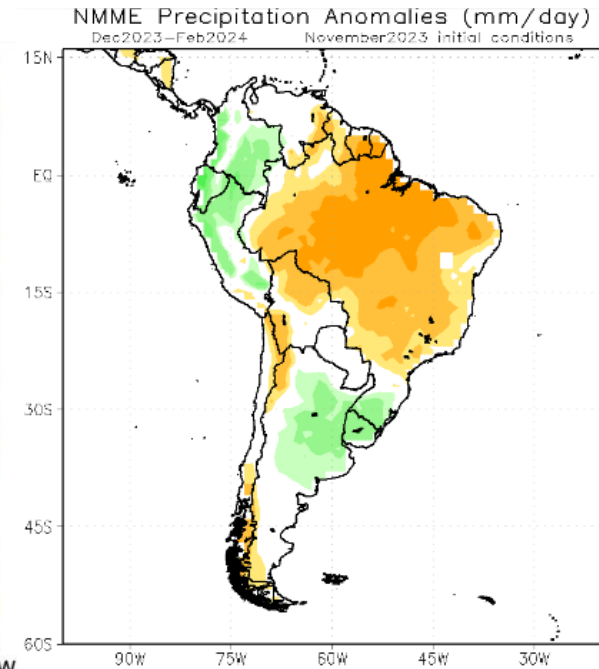 NMME Precipitation Anomalies (mm/day)
Dec2023–Feb2024 November2023 initial conditions
15N
EQ
15S
30S
45S
60S
90W 75W 60W 45W 30W
W